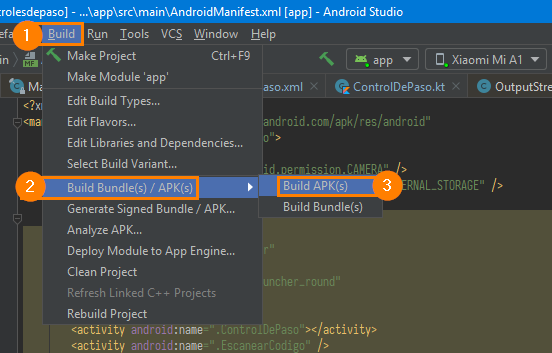 rolesdepaso] - ...\app\src\main\AndroidManifest.xml [app] - Android Studio
1 Build Run Tools VCS Window Help
app Xiaomi Mi A1
Make Project Ctrl+F9
Make Module 'app'
aso.xml ControlDePaso.kt OutputStre
Edit Build Types...
<?xm
Edit Flavors...
<ma android.com/apk/res/android"
Edit Libraries and Dependencies...
o">
Select Build Variant...
id.permission.CAMERA" />
2 Build Bundle(s) / APK(s) Build APK(s) 3 ERNAL_STORAGE" />
Generate Signed Bundle / APK... Build Bundle(s)
Analyze APK...
Deploy Module to App Engine...
r"
Clean Project
uncher_round"
Refresh Linked C++ Projects
Rebuild Project
<activity android:name=".ControlDePaso"></activity>
<activity android:name=".EscanearCodigo" />